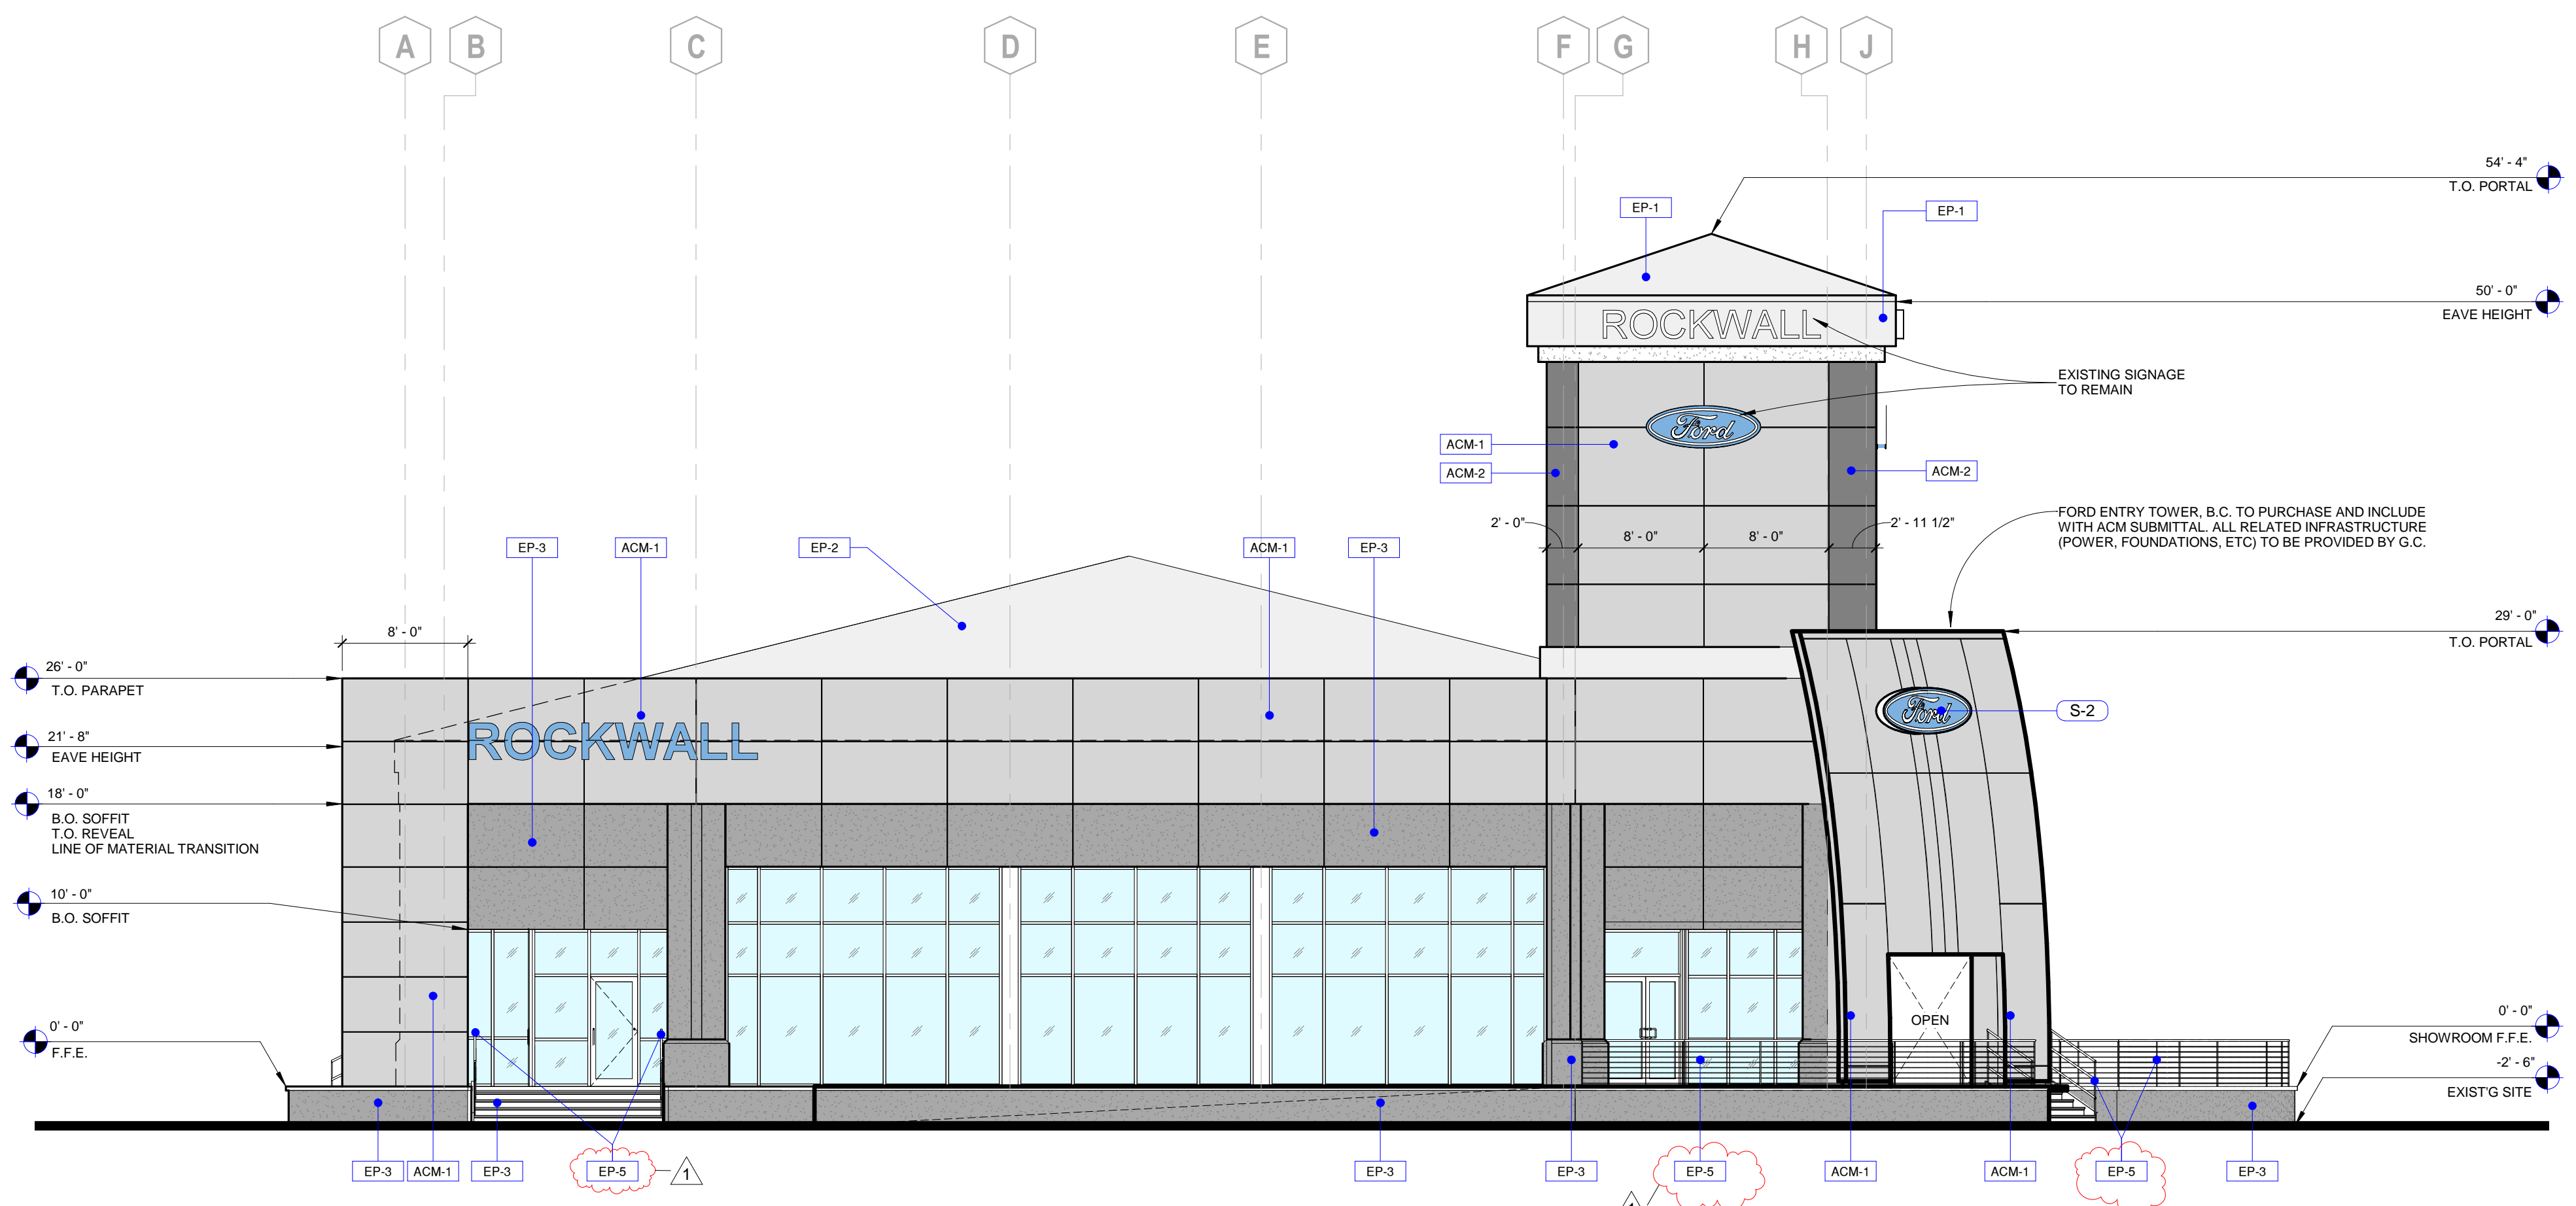 A B C D E F G H J
54' - 4"
T.O. PORTAL
EP-1
EP-1
50' - 0"
EAVE HEIGHT
ROCKWALL
EXISTING SIGNAGE
TO REMAIN
Ford
ACM-1
ACM-2
ACM-2
FORD ENTRY TOWER, B.C. TO PURCHASE AND INCLUDE
WITH ACM SUBMITTAL. ALL RELATED INFRASTRUCTURE
(POWER, FOUNDATIONS, ETC) TO BE PROVIDED BY G.C.
2' - 0"
8' - 0"
8' - 0"
2' - 11 1/2"
EP-3
ACM-1
EP-2
ACM-1
EP-3
29' - 0"
T.O. PORTAL
8' - 0"
26' - 0"
T.O. PARAPET
Ford
S-2
ROCKWALL
21' - 8"
EAVE HEIGHT
18' - 0"
B.O. SOFFIT
T.O. REVEAL
LINE OF MATERIAL TRANSITION
10' - 0"
B.O. SOFFIT
0' - 0"
F.F.E.
OPEN
0' - 0"
SHOWROOM F.F.E.
-2' - 6"
EXIST'G SITE
EP-3
ACM-1
EP-3
EP-5
1
EP-3
EP-3
EP-5
ACM-1
ACM-1
EP-5
EP-3